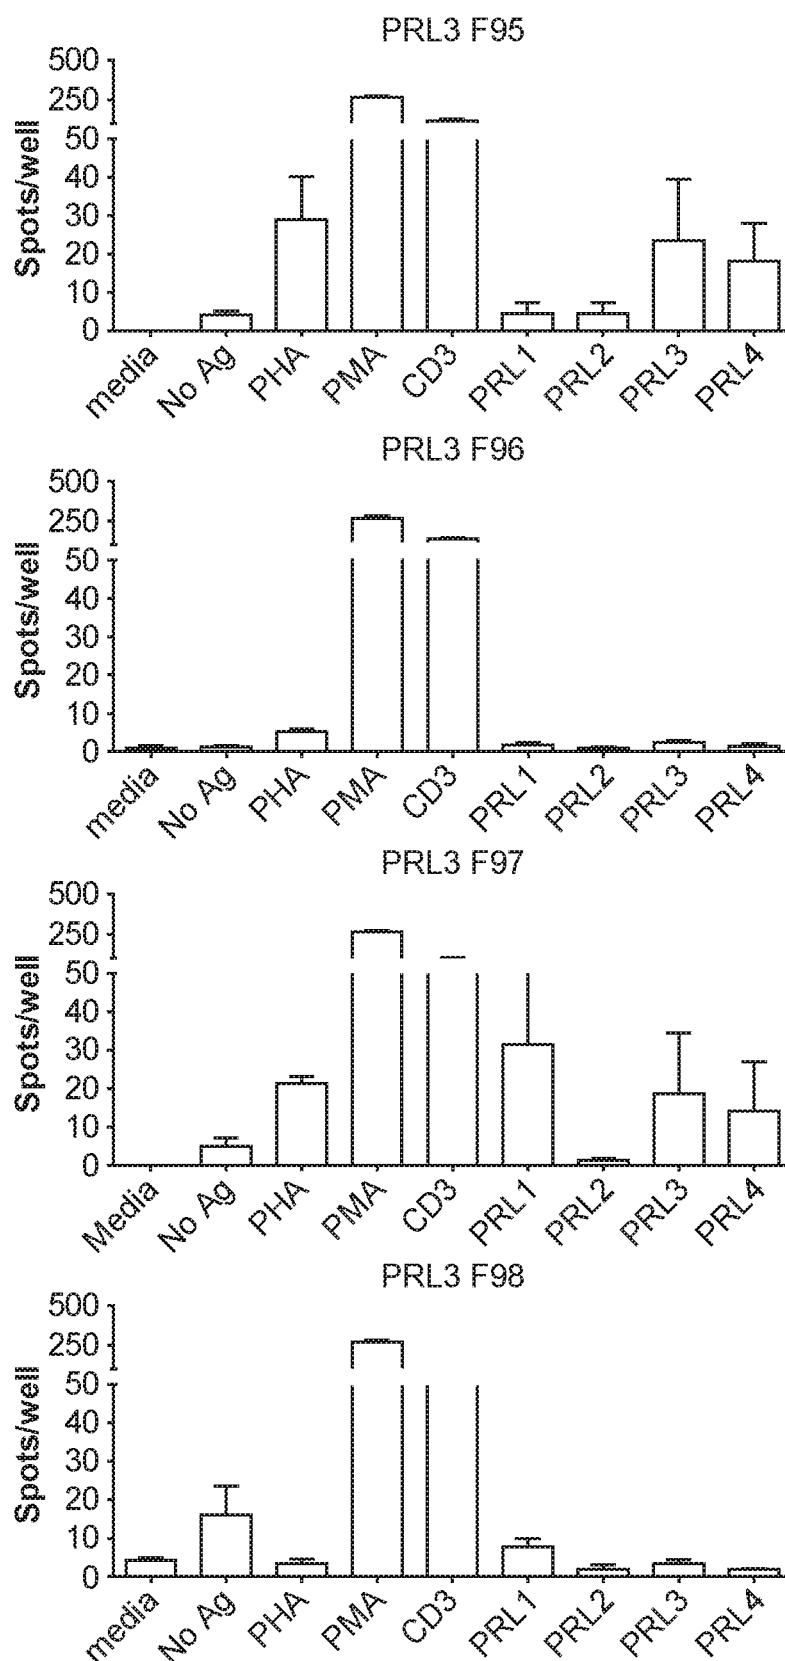 PRL3 F95
500
250
50
40
30
20
10
0
Spots/well
media No Ag PHA PMA CD3 PRL1 PRL2 PRL3 PRL4
PRL3 F96
500
250
50
40
30
20
10
0
Spots/well
media No Ag PHA PMA CD3 PRL1 PRL2 PRL3 PRL4
PRL3 F97
500
250
50
40
30
20
10
0
Spots/well
Media No Ag PHA PMA CD3 PRL1 PRL2 PRL3 PRL4
PRL3 F98
500
250
50
40
30
20
10
0
Spots/well
media No Ag PHA PMA CD3 PRL1 PRL2 PRL3 PRL4